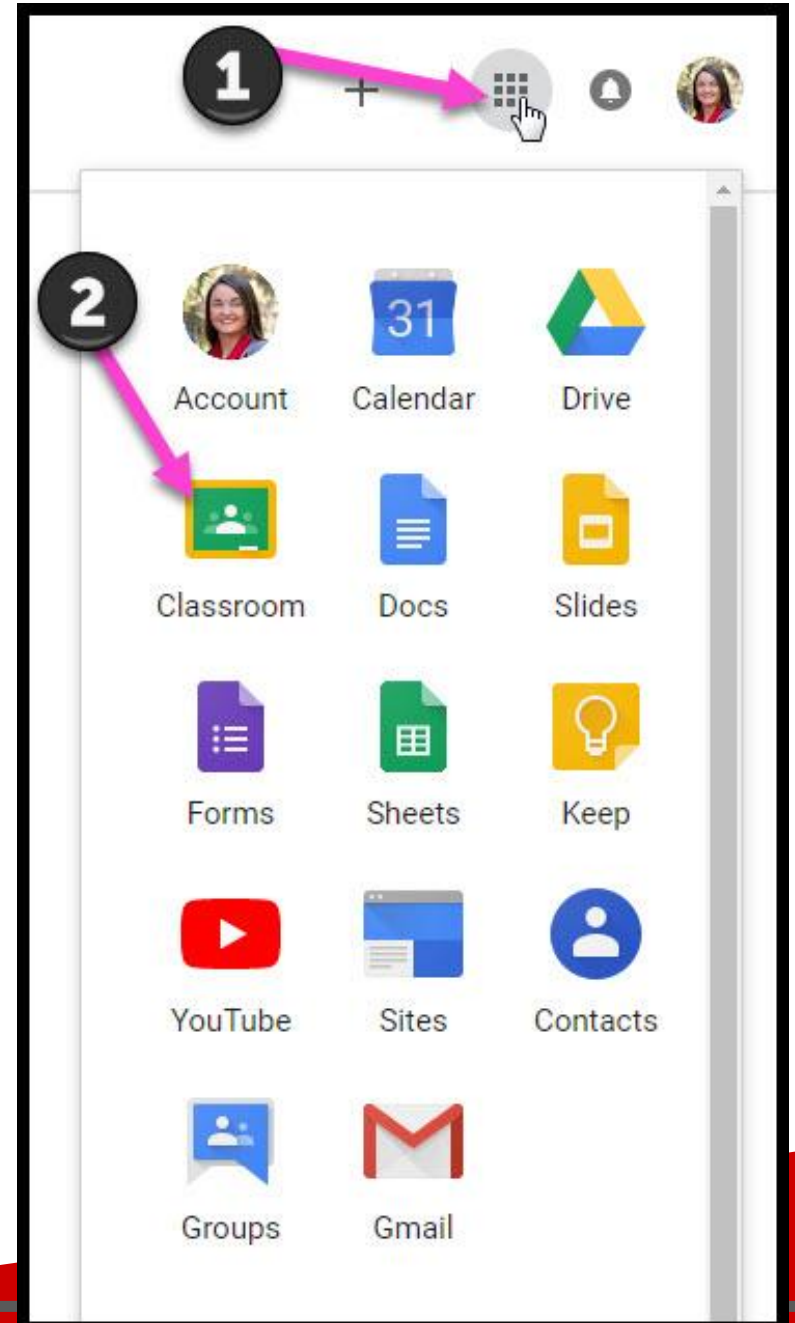 1
2
31
Account Calendar Drive
Classroom Docs Slides
Forms Sheets Keep
YouTube Sites Contacts
Groups Gmail